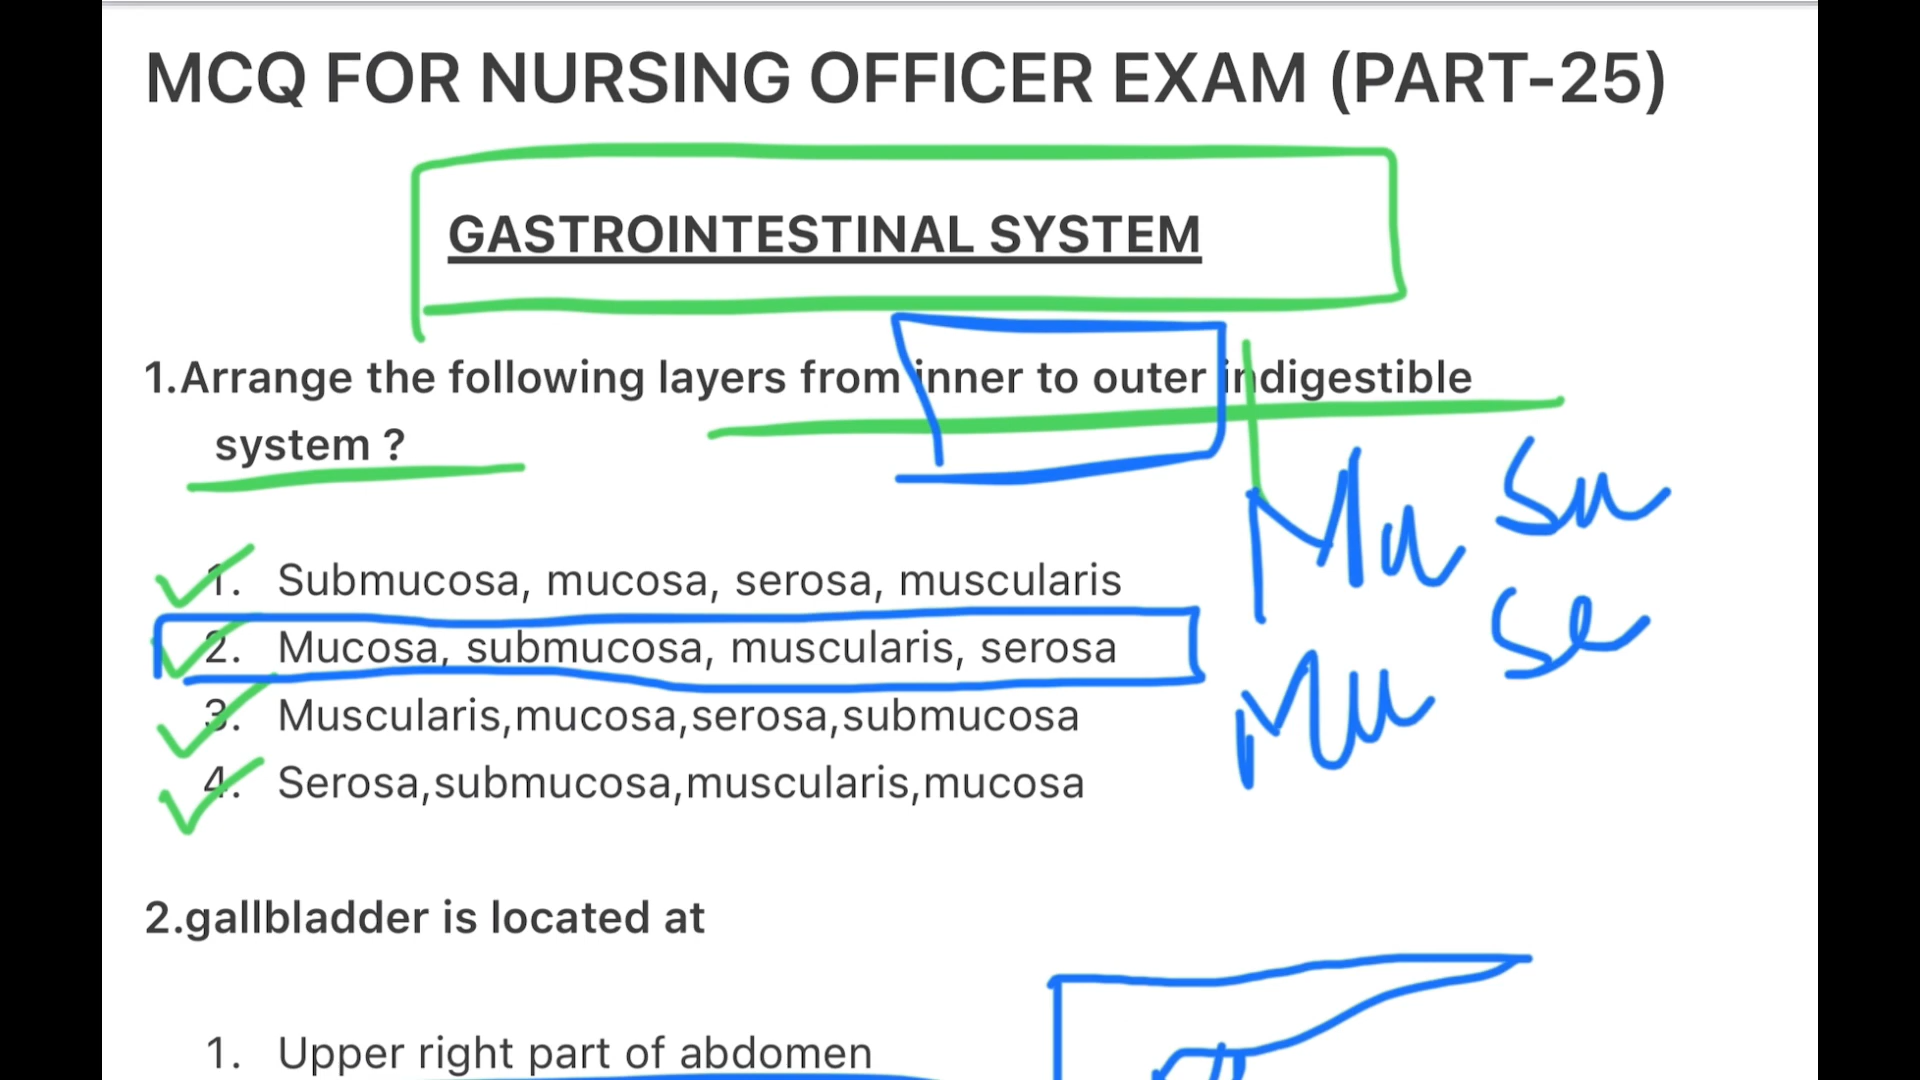 MCQ FOR NURSING OFFICER EXAM (PART-25)
GASTROINTESTINAL SYSTEM
1.Arrange the following layers from inner to outer indigestible
system ?
1. Submucosa, mucosa, serosa, muscularis
2. Mucosa, submucosa, muscularis, serosa
3. Muscularis,mucosa,serosa,submucosa
4. Serosa,submucosa,muscularis,mucosa
Mu Su
Mu Se
2.gallbladder is located at
1. Upper right part of abdomen